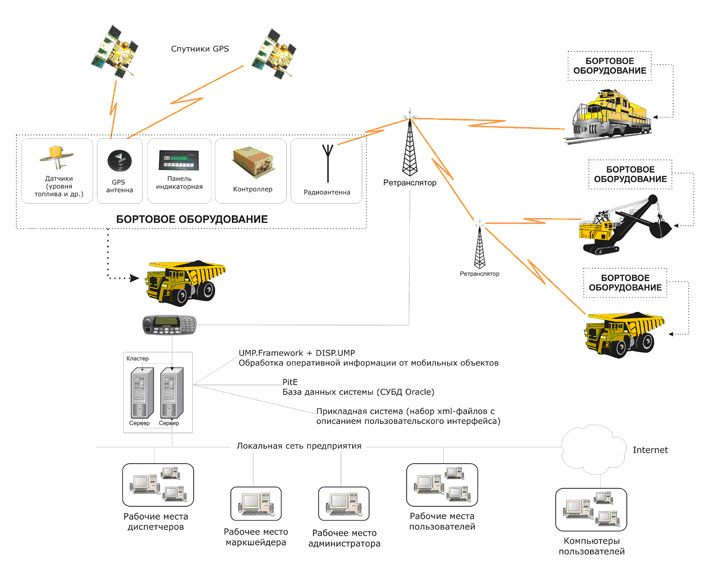 Спутники GPS
БОРТОВОЕ
ОБОРУДОВАНИЕ
Датчики
(уровня
топлива и др.)
GPS
антенна
Панель
индикаторная
Контроллер
Радиоантенна
БОРТОВОЕ ОБОРУДОВАНИЕ
Ретранслятор
БОРТОВОЕ
ОБОРУДОВАНИЕ
Ретранслятор
БОРТОВОЕ
ОБОРУДОВАНИЕ
UMP.Framework + DISP.UMP
Обработка оперативной информации от мобильных объектов
Кластер
PitE
База данных системы (СУБД Oracle)
Прикладная система (набор xml-файлов с
описанием пользовательского интерфейса)
Сервер
Сервер
Локальная сеть предприятия
Internet
Рабочие места
диспетчеров
Рабочее место
маркшейдера
Рабочее место
администратора
Рабочие места
пользователей
Компьютеры
пользователей